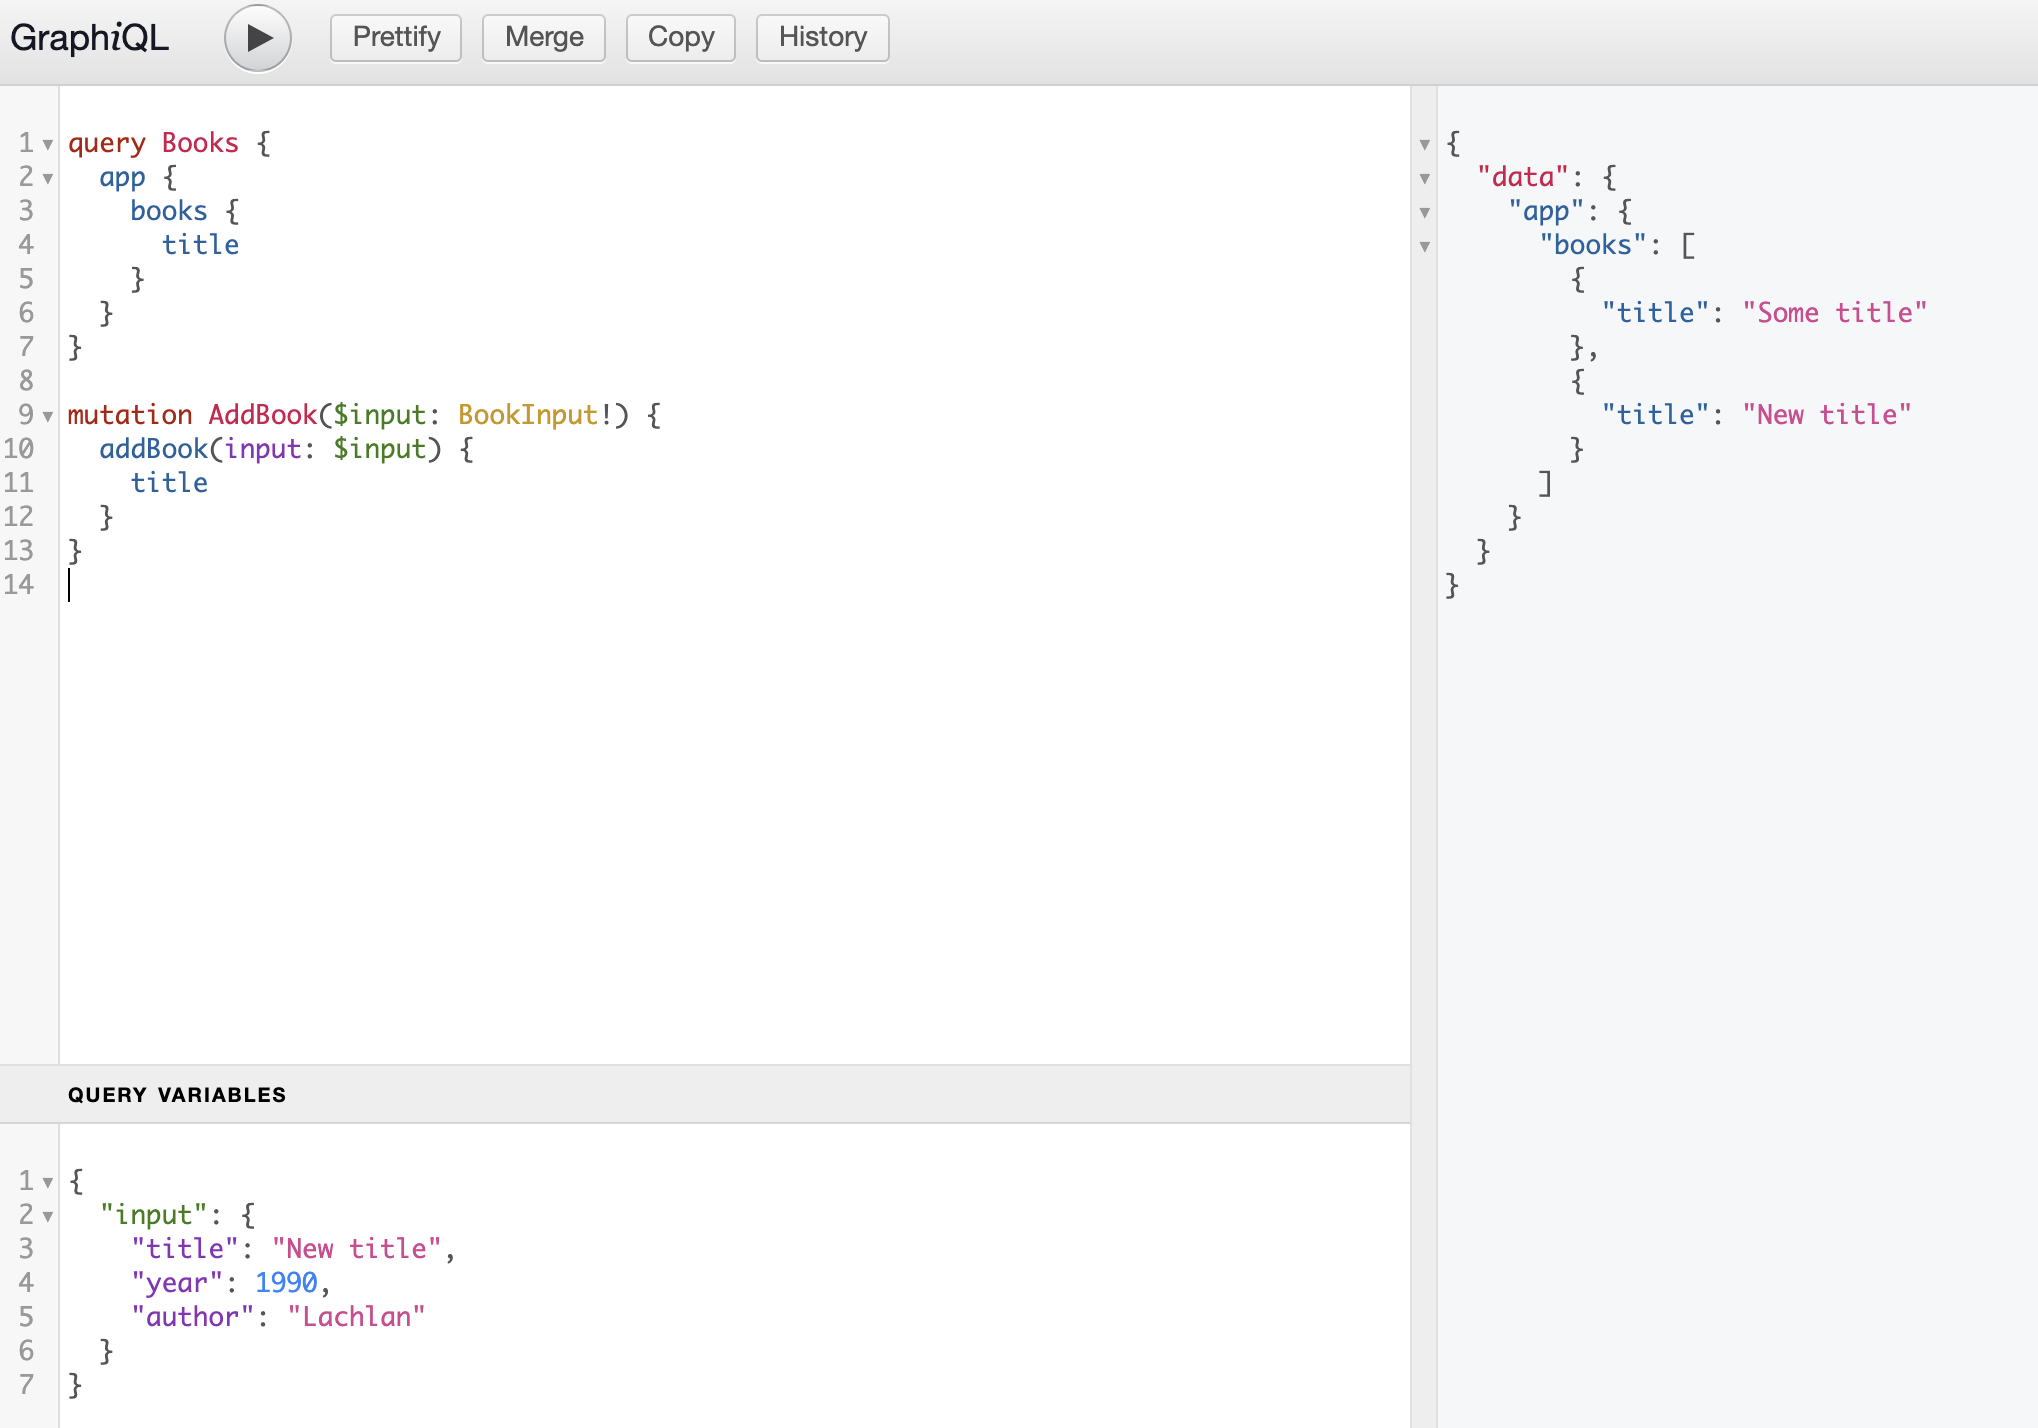 GraphiQL Prettify Merge Copy History
1 query Books {
2   app {
3     books {
4       title
5     }
6   }
7 }
8
9 mutation AddBook($input: BookInput!) {
10   addBook(input: $input) {
11     title
12   }
13 }
14
QUERY VARIABLES
1 {
2   "input": {
3     "title": "New title",
4     "year": 1990,
5     "author": "Lachlan"
6   }
7 }
{
  "data": {
    "app": {
      "books": [
        {
          "title": "Some title"
        },
        {
          "title": "New title"
        }
      ]
    }
  }
}